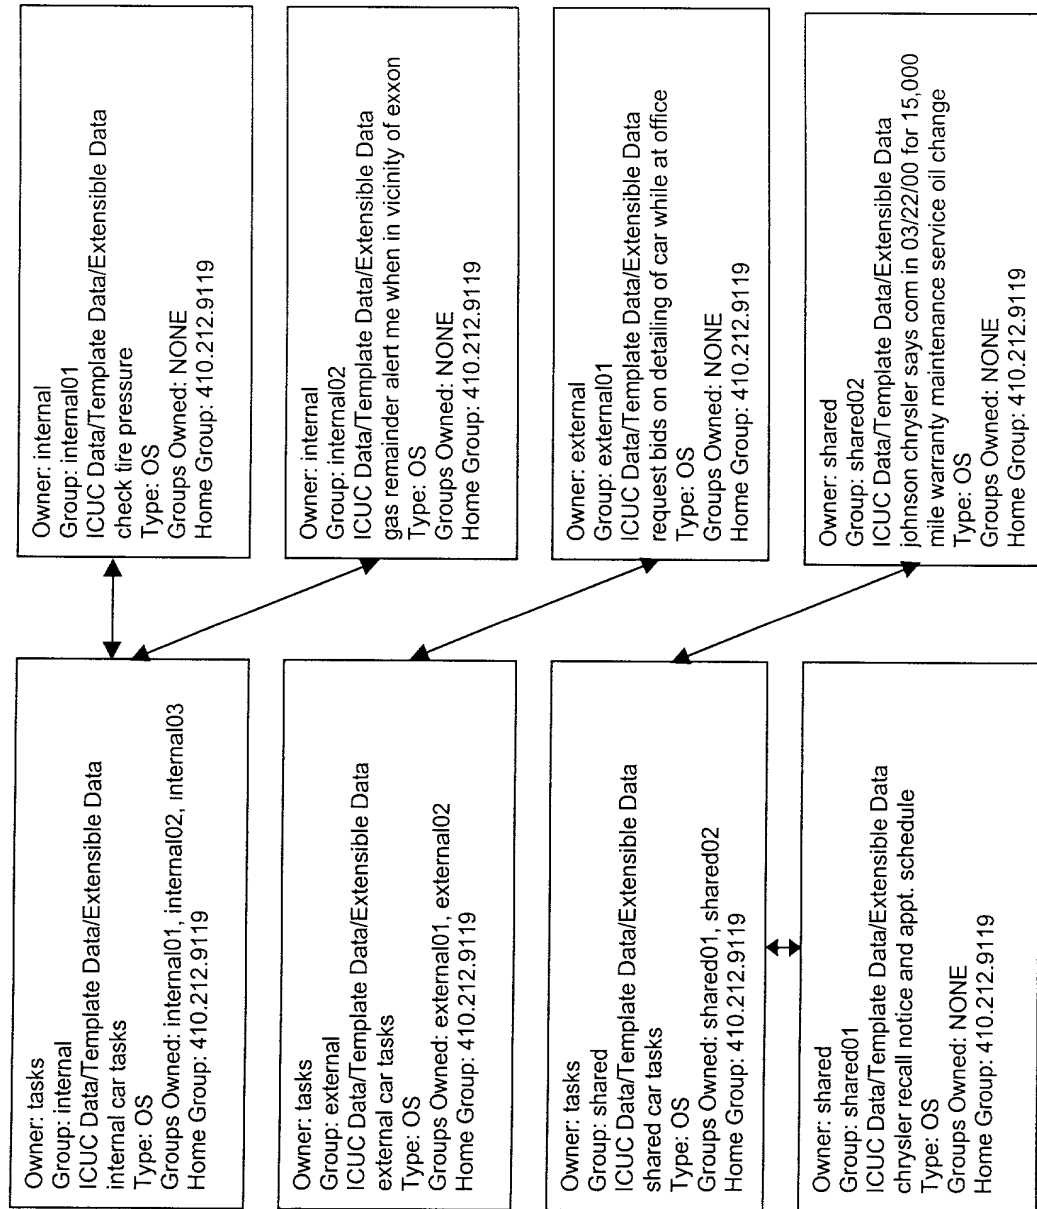 Owner: tasks
Group: internal
ICUC Data/Template Data/Extensible Data
internal car tasks
Type: OS
Groups Owned: internal01, internal02, internal03
Home Group: 410.212.9119
Owner: tasks
Group: external
ICUC Data/Template Data/Extensible Data
external car tasks
Type: OS
Groups Owned: external01, external02
Home Group: 410.212.9119
Owner: tasks
Group: shared
ICUC Data/Template Data/Extensible Data
shared car tasks
Type: OS
Groups Owned: shared01, shared02
Home Group: 410.212.9119
Owner: shared
Group: shared01
ICUC Data/Template Data/Extensible Data
chrysler recall notice and appt. schedule
Type: OS
Groups Owned: NONE
Home Group: 410.212.9119
Owner: internal
Group: internal01
ICUC Data/Template Data/Extensible Data
check tire pressure
Type: OS
Groups Owned: NONE
Home Group: 410.212.9119
Owner: internal
Group: internal02
ICUC Data/Template Data/Extensible Data
gas remainder alert me when in vicinity of exxon
Type: OS
Groups Owned: NONE
Home Group: 410.212.9119
Owner: external
Group: external01
ICUC Data/Template Data/Extensible Data
request bids on detailing of car while at office
Type: OS
Groups Owned: NONE
Home Group: 410.212.9119
Owner: shared
Group: shared02
ICUC Data/Template Data/Extensible Data
johnson chrysler says com in 03/22/00 for 15,000
mile warranty maintenance service oil change
Type: OS
Groups Owned: NONE
Home Group: 410.212.9119